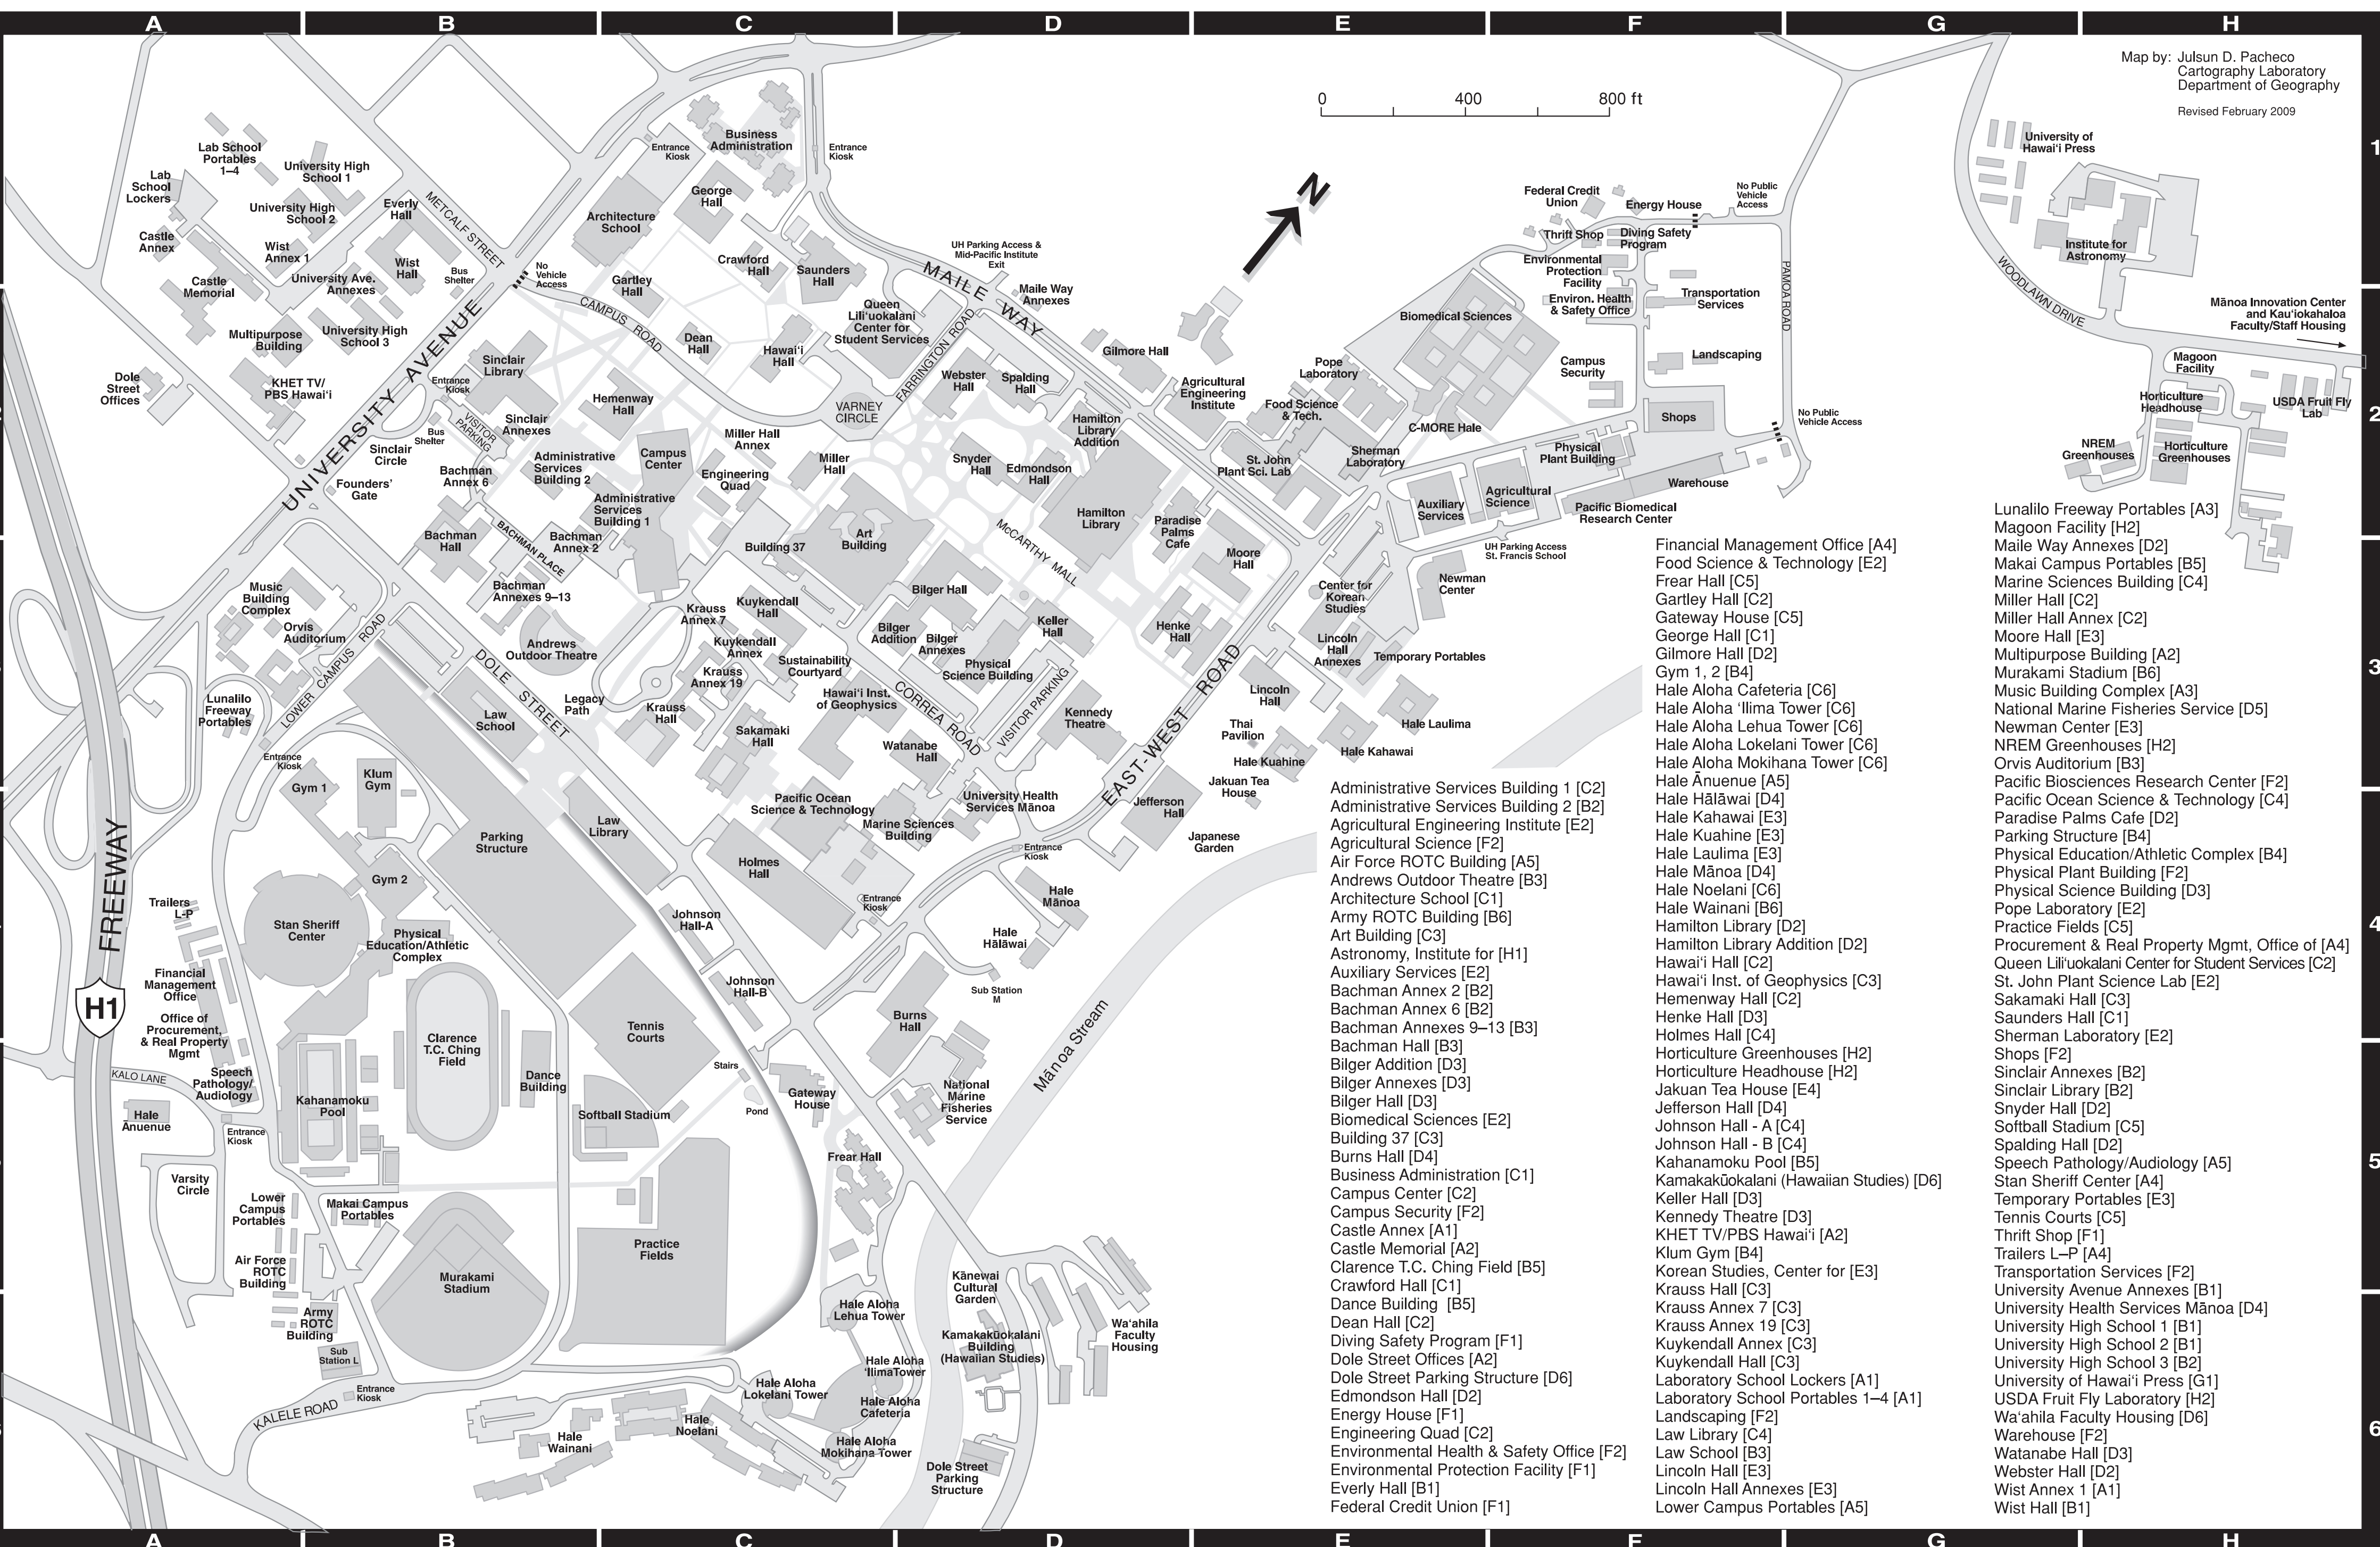 A B C D E F G H
Map by: Julsun D. Pacheco
Cartography Laboratory
Department of Geography
Revised February 2009
0 400 800 ft
N
1
2
3
4
5
6
Lab School
Portables
1–4
University High
School 1
Lab
School
Lockers
University High
School 2
Everly
Hall
METCALF STREET
Castle
Annex
Wist
Annex 1
Wist
Hall
Bus
Shelter
University Ave.
Annexes
Castle
Memorial
Multipurpose
Building
University High
School 3
UNIVERSITY AVENUE
Dole
Street
Offices
KHET TV/
PBS Hawai‘i
Business
Administration
Entrance
Kiosk
Entrance
Kiosk
George
Hall
Architecture
School
No
Vehicle
Access
Gartley
Hall
Crawford
Hall
Saunders
Hall
CAMPUS ROAD
Dean
Hall
Hawai‘i
Hall
Queen
Lili‘uokalani
Center for
Student Services
UH Parking Access &
Mid-Pacific Institute
Exit
MAILE WAY
Maile Way
Annexes
FARRINGTON ROAD
VARNEY
CIRCLE
Gilmore Hall
Webster
Hall
Spalding
Hall
Agricultural
Engineering
Institute
Hamilton
Library
Addition
Sinclair
Library
Entrance
Kiosk
VISITOR
PARKING
Bus
Shelter
Sinclair
Annexes
Sinclair
Circle
Hemenway
Hall
Founders’
Gate
Bachman
Annex 6
Administrative
Services
Building 2
Campus
Center
Miller Hall
Annex
Miller
Hall
Engineering
Quad
Administrative
Services
Building 1
Snyder
Hall
Edmondson
Hall
Hamilton
Library
Paradise
Palms
Cafe
Moore
Hall
Bachman
Hall
BACHMAN PLACE
Bachman
Annex 2
Building 37
Art
Building
McCARTHY MALL
Bachman
Annexes 9–13
Andrews
Outdoor Theatre
Kuykendall
Hall
Krauss
Annex 7
Kuykendall
Annex
Krauss
Annex 19
Sustainability
Courtyard
Bilger Hall
Bilger
Addition
Bilger
Annexes
Keller
Hall
Henke
Hall
Physical
Science Building
Music
Building
Complex
Orvis
Auditorium
LOWER CAMPUS ROAD
Lunalilo
Freeway
Portables
Law
School
DOLE STREET
Legacy
Path
Krauss
Hall
Sakamaki
Hall
Hawai‘i Inst.
of Geophysics
CORREA ROAD
VISITOR PARKING
Watanabe
Hall
Kennedy
Theatre
EAST-WEST ROAD
Entrance
Kiosk
Gym 1
Klum
Gym
Parking
Structure
Law
Library
Pacific Ocean
Science & Technology
Marine Sciences
Building
University Health
Services Mānoa
Jefferson
Hall
Holmes
Hall
Entrance
Kiosk
Entrance
Kiosk
Hale
Mānoa
Hale
Hālāwai
Sub Station
M
Japanese
Garden
Jakuan Tea
House
Thai
Pavilion
Hale Kuahine
Hale Kahawai
Hale Laulima
Lincoln
Hall
Lincoln
Hall
Annexes
Temporary Portables
Center for
Korean
Studies
Newman
Center
UH Parking Access
St. Francis School
Federal Credit
Union
Energy House
No Public
Vehicle
Access
Thrift Shop
Diving Safety
Program
Environmental
Protection
Facility
Environ. Health
& Safety Office
Transportation
Services
PAMOA ROAD
Biomedical Sciences
Campus
Security
Landscaping
Pope
Laboratory
Food Science
& Tech.
C-MORE Hale
Shops
No Public
Vehicle Access
St. John
Plant Sci. Lab
Sherman
Laboratory
Physical
Plant Building
Warehouse
Auxiliary
Services
Agricultural
Science
Pacific Biomedical
Research Center
University of
Hawai‘i Press
Institute for
Astronomy
WOODLAWN DRIVE
Mānoa Innovation Center
and Kau‘iokahaloa
Faculty/Staff Housing
Magoon
Facility
Horticulture
Headhouse
USDA Fruit Fly
Lab
NREM
Greenhouses
Horticulture
Greenhouses
FREEWAY
H1
Gym 2
Trailers
L-P
Stan Sheriff
Center
Physical
Education/Athletic
Complex
Financial
Management
Office
Office of
Procurement,
& Real Property
Mgmt
Clarence
T.C. Ching
Field
Johnson
Hall-A
Johnson
Hall-B
Tennis
Courts
Burns
Hall
Mānoa Stream
KALO LANE
Speech
Pathology/
Audiology
Hale
Ānuenue
Entrance
Kiosk
Kahanamoku
Pool
Dance
Building
Softball Stadium
Stairs
Pond
Gateway
House
National
Marine
Fisheries
Service
Frear Hall
Varsity
Circle
Lower
Campus
Portables
Makai Campus
Portables
Air Force
ROTC
Building
Practice
Fields
Murakami
Stadium
Army
ROTC
Building
Sub
Station L
Entrance
Kiosk
KALELE ROAD
Kānewai
Cultural
Garden
Hale Aloha
Lehua Tower
Kamakakūokalani
Building
(Hawaiian Studies)
Wa‘ahila
Faculty
Housing
Hale Aloha
‘IlimaTower
Hale Aloha
Lokelani Tower
Hale Aloha
Cafeteria
Hale
Noelani
Hale
Wainani
Hale Aloha
Mokihana Tower
Dole Street
Parking
Structure
Administrative Services Building 1 [C2]
Administrative Services Building 2 [B2]
Agricultural Engineering Institute [E2]
Agricultural Science [F2]
Air Force ROTC Building [A5]
Andrews Outdoor Theatre [B3]
Architecture School [C1]
Army ROTC Building [B6]
Art Building [C3]
Astronomy, Institute for [H1]
Auxiliary Services [E2]
Bachman Annex 2 [B2]
Bachman Annex 6 [B2]
Bachman Annexes 9–13 [B3]
Bachman Hall [B3]
Bilger Addition [D3]
Bilger Annexes [D3]
Bilger Hall [D3]
Biomedical Sciences [E2]
Building 37 [C3]
Burns Hall [D4]
Business Administration [C1]
Campus Center [C2]
Campus Security [F2]
Castle Annex [A1]
Castle Memorial [A2]
Clarence T.C. Ching Field [B5]
Crawford Hall [C1]
Dance Building [B5]
Dean Hall [C2]
Diving Safety Program [F1]
Dole Street Offices [A2]
Dole Street Parking Structure [D6]
Edmondson Hall [D2]
Energy House [F1]
Engineering Quad [C2]
Environmental Health & Safety Office [F2]
Environmental Protection Facility [F1]
Everly Hall [B1]
Federal Credit Union [F1]
Financial Management Office [A4]
Food Science & Technology [E2]
Frear Hall [C5]
Gartley Hall [C2]
Gateway House [C5]
George Hall [C1]
Gilmore Hall [D2]
Gym 1, 2 [B4]
Hale Aloha Cafeteria [C6]
Hale Aloha ‘Ilima Tower [C6]
Hale Aloha Lehua Tower [C6]
Hale Aloha Lokelani Tower [C6]
Hale Aloha Mokihana Tower [C6]
Hale Ānuenue [A5]
Hale Hālāwai [D4]
Hale Kahawai [E3]
Hale Kuahine [E3]
Hale Laulima [E3]
Hale Mānoa [D4]
Hale Noelani [C6]
Hale Wainani [B6]
Hamilton Library [D2]
Hamilton Library Addition [D2]
Hawai‘i Hall [C2]
Hawai‘i Inst. of Geophysics [C3]
Hemenway Hall [C2]
Henke Hall [D3]
Holmes Hall [C4]
Horticulture Greenhouses [H2]
Horticulture Headhouse [H2]
Jakuan Tea House [E4]
Jefferson Hall [D4]
Johnson Hall - A [C4]
Johnson Hall - B [C4]
Kahanamoku Pool [B5]
Kamakakūokalani (Hawaiian Studies) [D6]
Keller Hall [D3]
Kennedy Theatre [D3]
KHET TV/PBS Hawai‘i [A2]
Klum Gym [B4]
Korean Studies, Center for [E3]
Krauss Hall [C3]
Krauss Annex 7 [C3]
Krauss Annex 19 [C3]
Kuykendall Annex [C3]
Kuykendall Hall [C3]
Laboratory School Lockers [A1]
Laboratory School Portables 1–4 [A1]
Landscaping [F2]
Law Library [C4]
Law School [B3]
Lincoln Hall [E3]
Lincoln Hall Annexes [E3]
Lower Campus Portables [A5]
Lunalilo Freeway Portables [A3]
Magoon Facility [H2]
Maile Way Annexes [D2]
Makai Campus Portables [B5]
Marine Sciences Building [C4]
Miller Hall [C2]
Miller Hall Annex [C2]
Moore Hall [E3]
Multipurpose Building [A2]
Murakami Stadium [B6]
Music Building Complex [A3]
National Marine Fisheries Service [D5]
Newman Center [E3]
NREM Greenhouses [H2]
Orvis Auditorium [B3]
Pacific Biosciences Research Center [F2]
Pacific Ocean Science & Technology [C4]
Paradise Palms Cafe [D2]
Parking Structure [B4]
Physical Education/Athletic Complex [B4]
Physical Plant Building [F2]
Physical Science Building [D3]
Pope Laboratory [E2]
Practice Fields [C5]
Procurement & Real Property Mgmt, Office of [A4]
Queen Lili‘uokalani Center for Student Services [C2]
St. John Plant Science Lab [E2]
Sakamaki Hall [C3]
Saunders Hall [C1]
Sherman Laboratory [E2]
Shops [F2]
Sinclair Annexes [B2]
Sinclair Library [B2]
Snyder Hall [D2]
Softball Stadium [C5]
Spalding Hall [D2]
Speech Pathology/Audiology [A5]
Stan Sheriff Center [A4]
Temporary Portables [E3]
Tennis Courts [C5]
Thrift Shop [F1]
Trailers L–P [A4]
Transportation Services [F2]
University Avenue Annexes [B1]
University Health Services Mānoa [D4]
University High School 1 [B1]
University High School 2 [B1]
University High School 3 [B2]
University of Hawai‘i Press [G1]
USDA Fruit Fly Laboratory [H2]
Wa‘ahila Faculty Housing [D6]
Warehouse [F2]
Watanabe Hall [D3]
Webster Hall [D2]
Wist Annex 1 [A1]
Wist Hall [B1]
A B C D E F G H